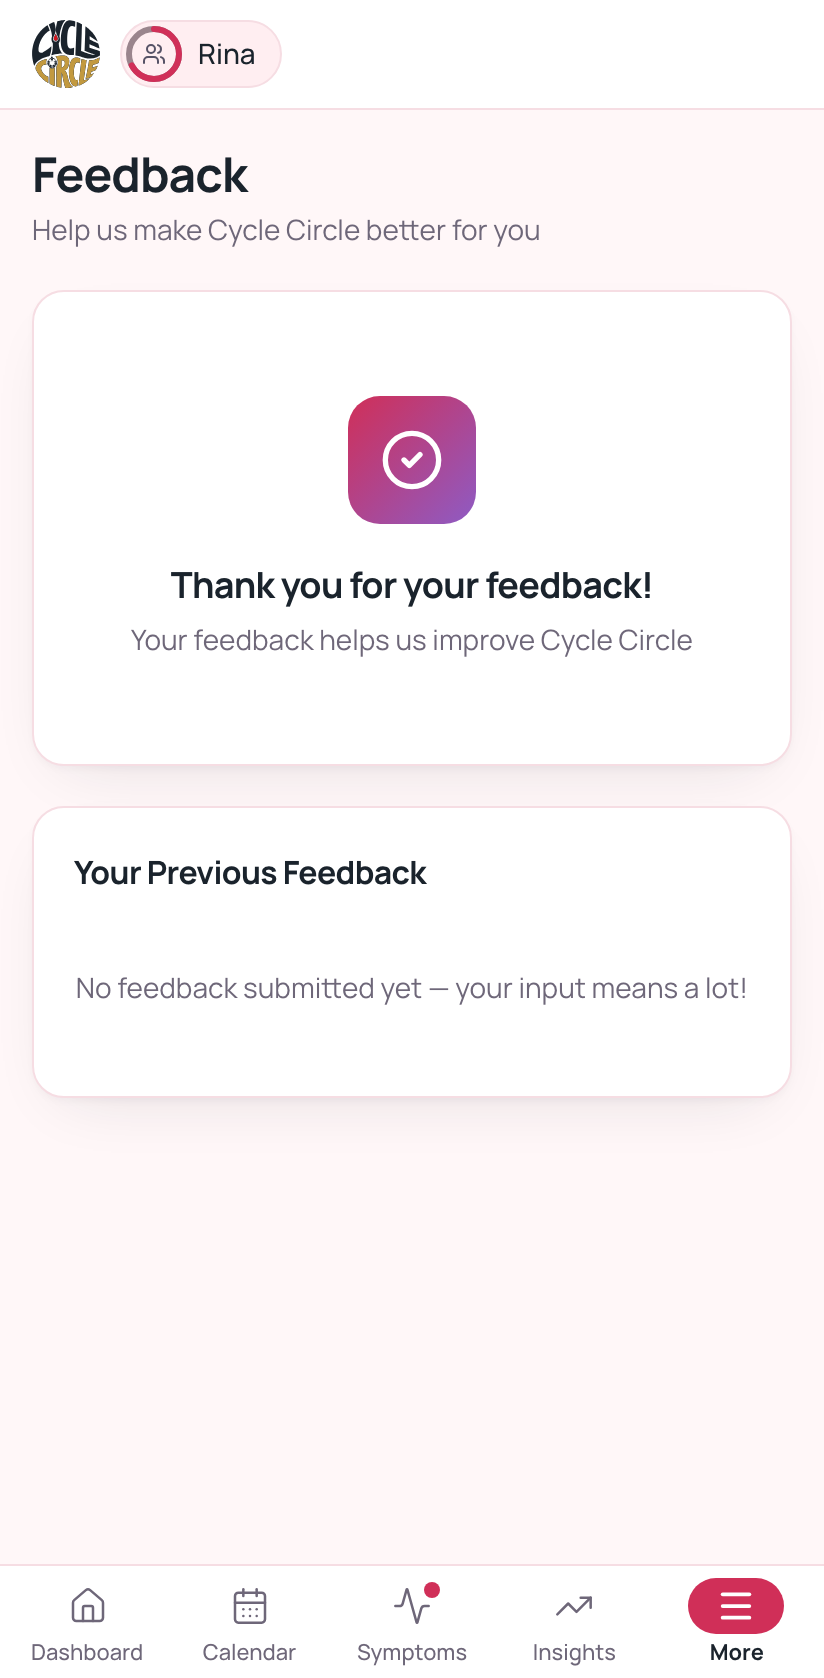 CYCLE
CIRCLE
Rina
Feedback
Help us make Cycle Circle better for you
Thank you for your feedback!
Your feedback helps us improve Cycle Circle
Your Previous Feedback
No feedback submitted yet — your input means a lot!
Dashboard
Calendar
Symptoms
Insights
More